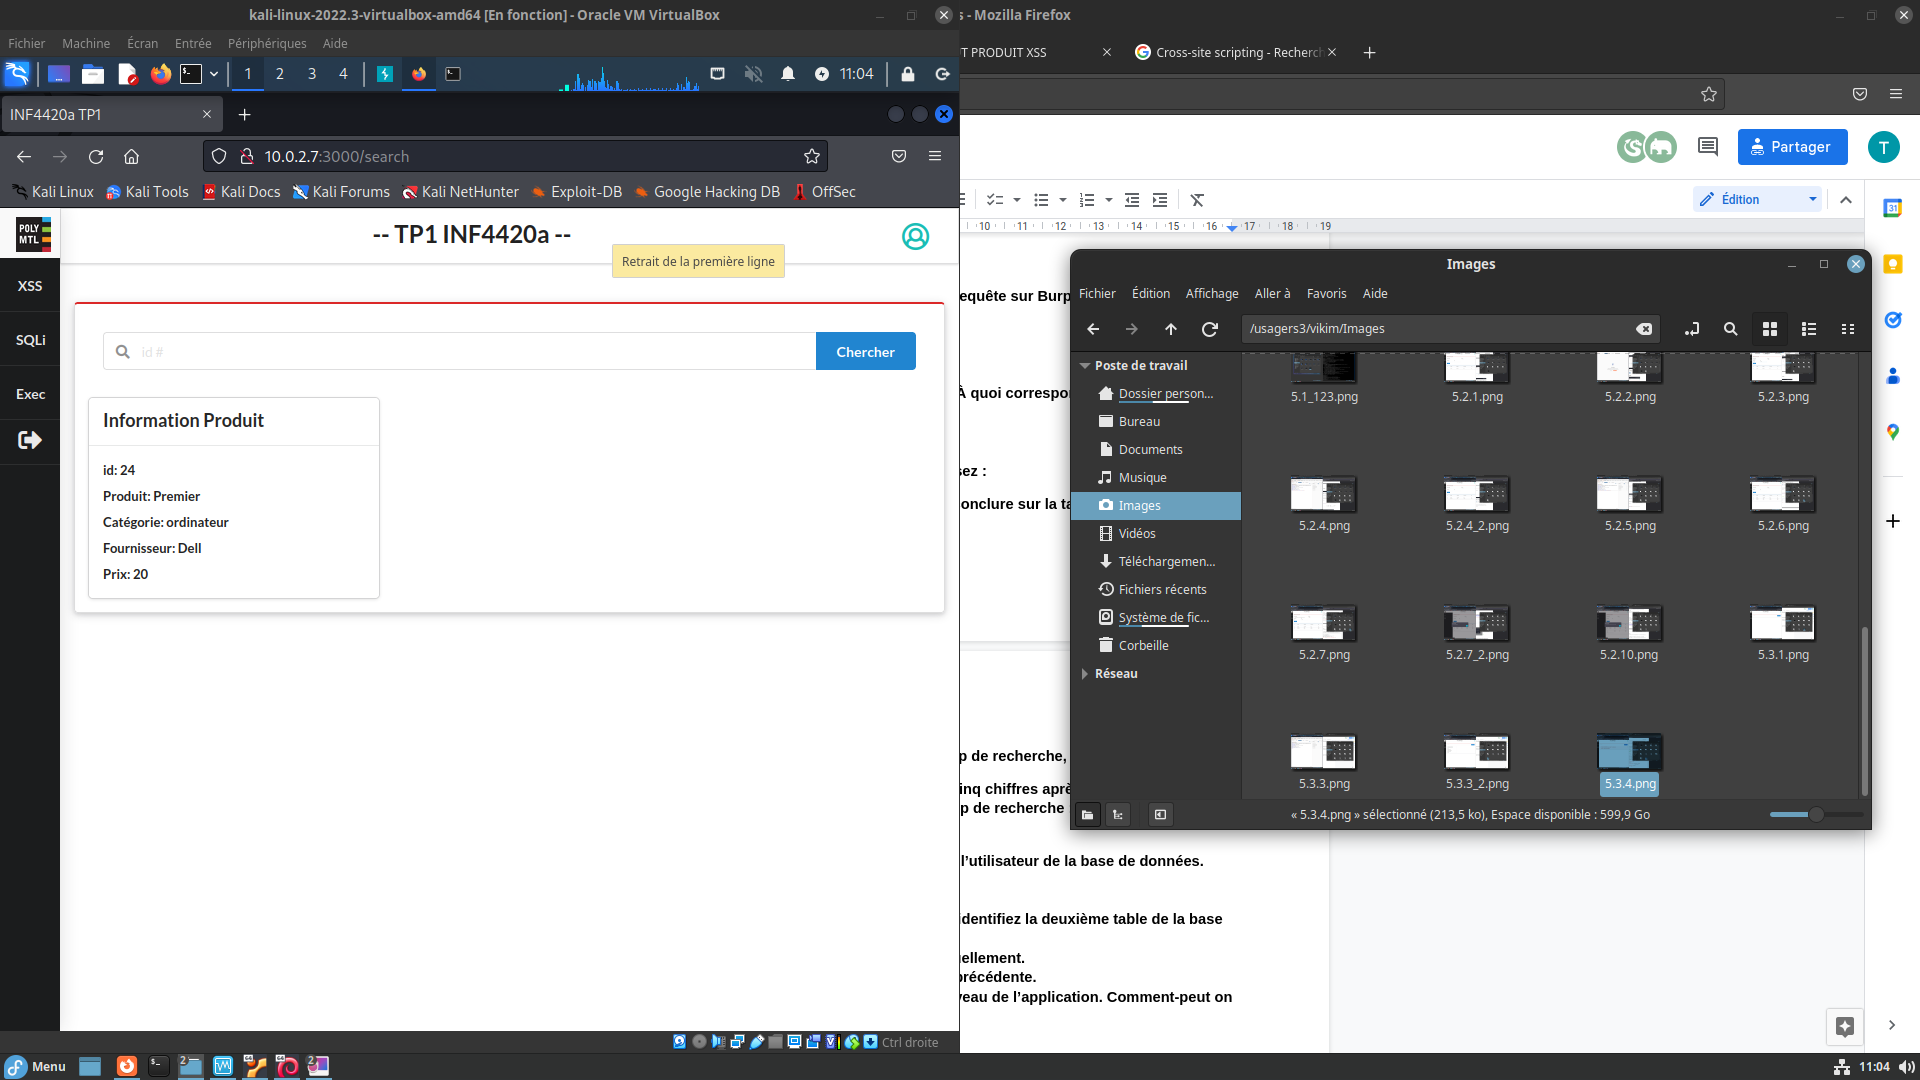 kali-linux-2022.3-virtualbox-amd64 [En fonction] - Oracle VM VirtualBox
s - Mozilla Firefox
Fichier Machine Écran Entrée Périphériques Aide
T PRODUIT XSS
Cross-site scripting - Recherch
1 2 3 4
11:04
INF4420a TP1
10.0.2.7:3000/search
Partager
T
Kali Linux Kali Tools Kali Docs Kali Forums Kali NetHunter Exploit-DB Google Hacking DB OffSec
Édition
31
POLY
MTL
-- TP1 INF4420a --
10 11 12 13 14 15 16 17 18 19
Retrait de la première ligne
XSS
SQLi
Exec
id #
Chercher
Information Produit
id: 24
Produit: Premier
Catégorie: ordinateur
Fournisseur: Dell
Prix: 20
equête sur Burp
À quoi correspo
sez :
onclure sur la ta
p de recherche,
inq chiffres aprè
p de recherche
l'utilisateur de la base de données.
identifiez la deuxième table de la base
iellement.
précédente.
veau de l'application. Comment-peut on
Images
Fichier Édition Affichage Aller à Favoris Aide
/usagers3/vikim/Images
Poste de travail
Dossier person...
Bureau
Documents
Musique
Images
Vidéos
Téléchargemen...
Fichiers récents
Système de fic...
Corbeille
Réseau
5.1_123.png 5.2.1.png 5.2.2.png 5.2.3.png
5.2.4.png 5.2.4_2.png 5.2.5.png 5.2.6.png
5.2.7.png 5.2.7_2.png 5.2.10.png 5.3.1.png
5.3.3.png 5.3.3_2.png 5.3.4.png
« 5.3.4.png » sélectionné (213,5 ko), Espace disponible : 599,9 Go
Ctrl droite
Menu
2
2
11:04